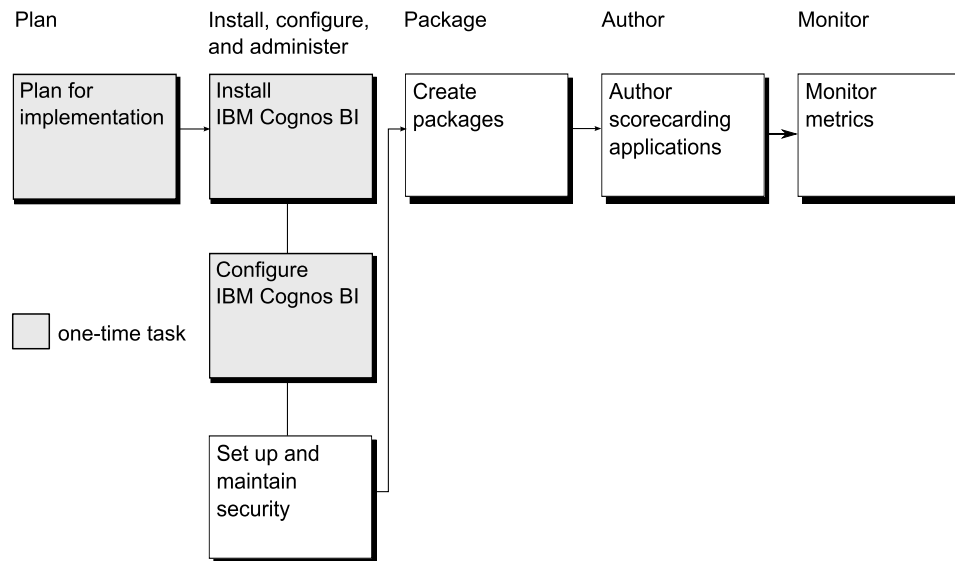 Plan
Install, configure,
and administer
Package
Author
Monitor
Plan for
implementation
Install
IBM Cognos BI
Create
packages
Author
scorecarding
applications
Monitor
metrics
Configure
IBM Cognos BI
one-time task
Set up and
maintain
security